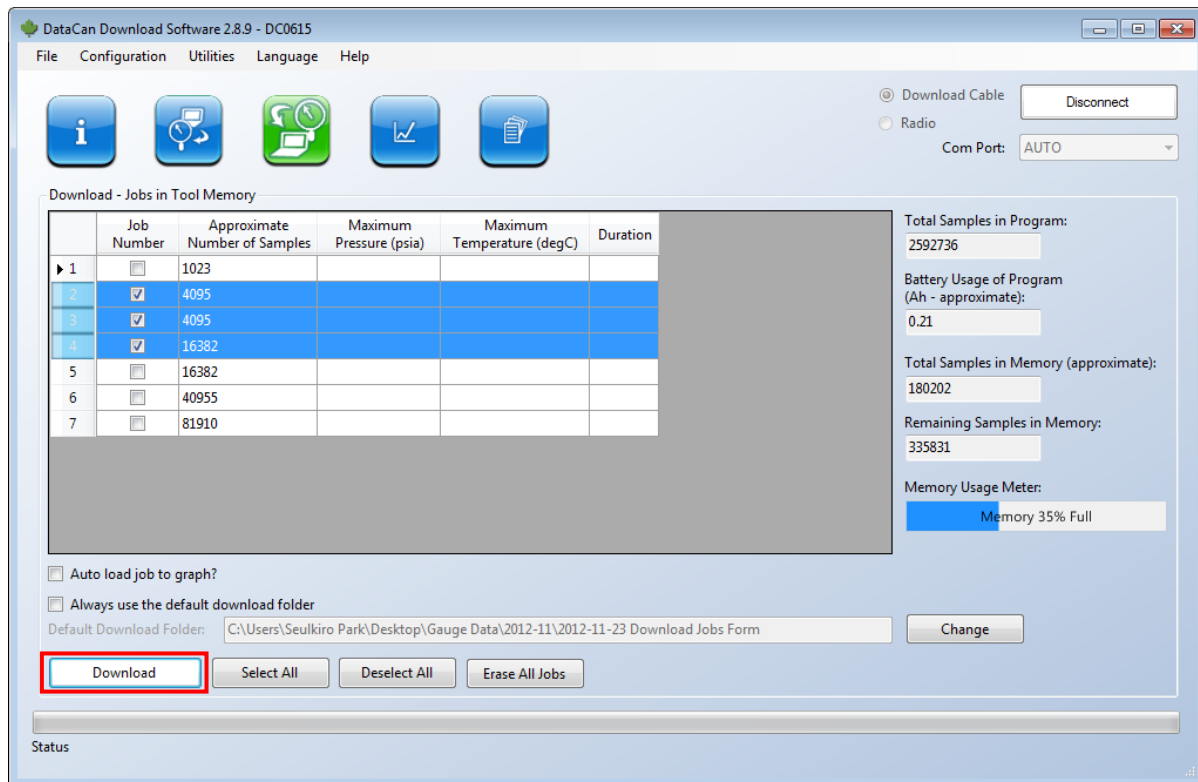 DataCan Download Software 2.8.9 - DC0615
File Configuration Utilities Language Help
i
Download Cable
Radio
Disconnect
Com Port: AUTO
Download - Jobs in Tool Memory
Job Number Approximate Number of Samples Maximum Pressure (psia) Maximum Temperature (degC) Duration
1 1023
2 4095
3 4095
4 16382
5 16382
6 40955
7 81910
Total Samples in Program:
2592736
Battery Usage of Program
(Ah - approximate):
0.21
Total Samples in Memory (approximate):
180202
Remaining Samples in Memory:
335831
Memory Usage Meter:
Memory 35% Full
Auto load job to graph?
Always use the default download folder
Default Download Folder: C:\Users\Seulkiro Park\Desktop\Gauge Data\2012-11\2012-11-23 Download Jobs Form Change
Download Select All Deselect All Erase All Jobs
Status